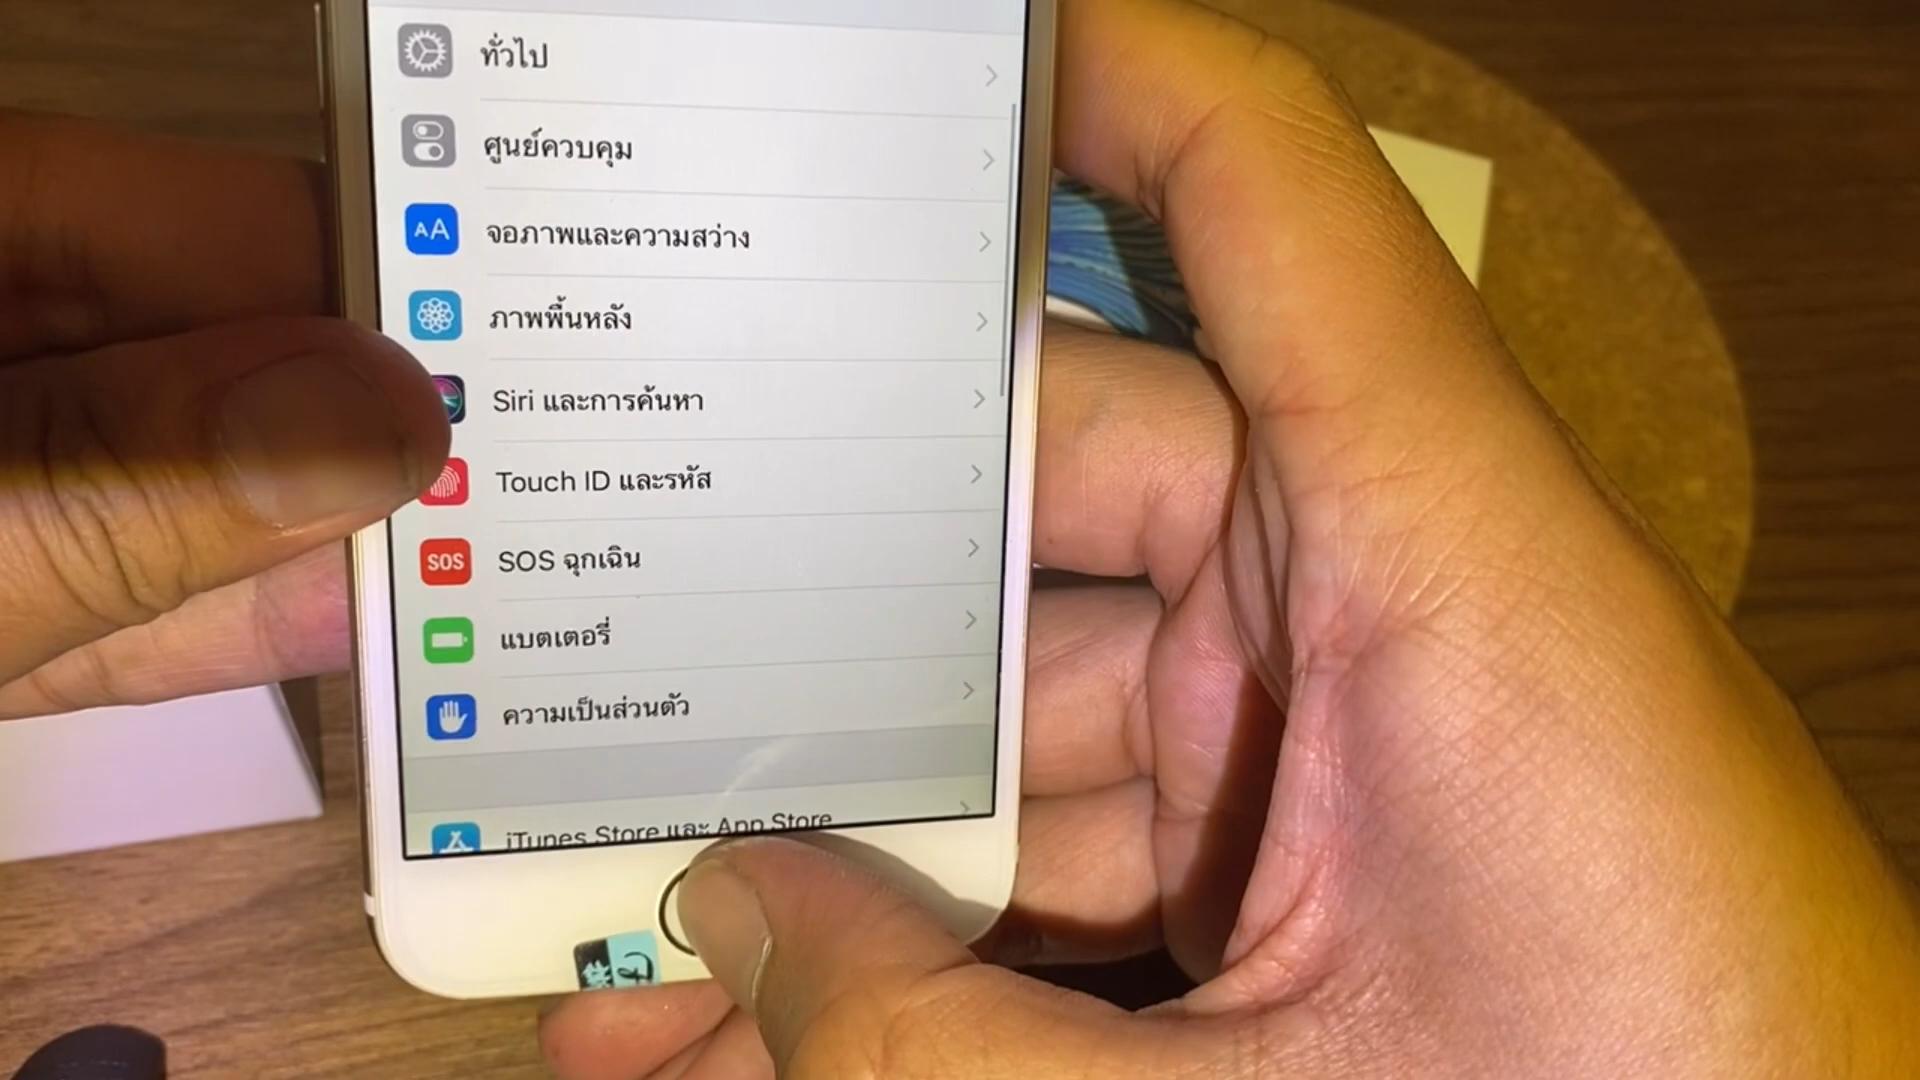 ทั่วไป
ศูนย์ควบคุม
AA
จอภาพและความสว่าง
ภาพพื้นหลัง
Siri และการค้นหา
Touch ID และรหัส
SOS
SOS ฉุกเฉิน
แบตเตอรี่
ความเป็นส่วนตัว
iTunes Store และ App Store